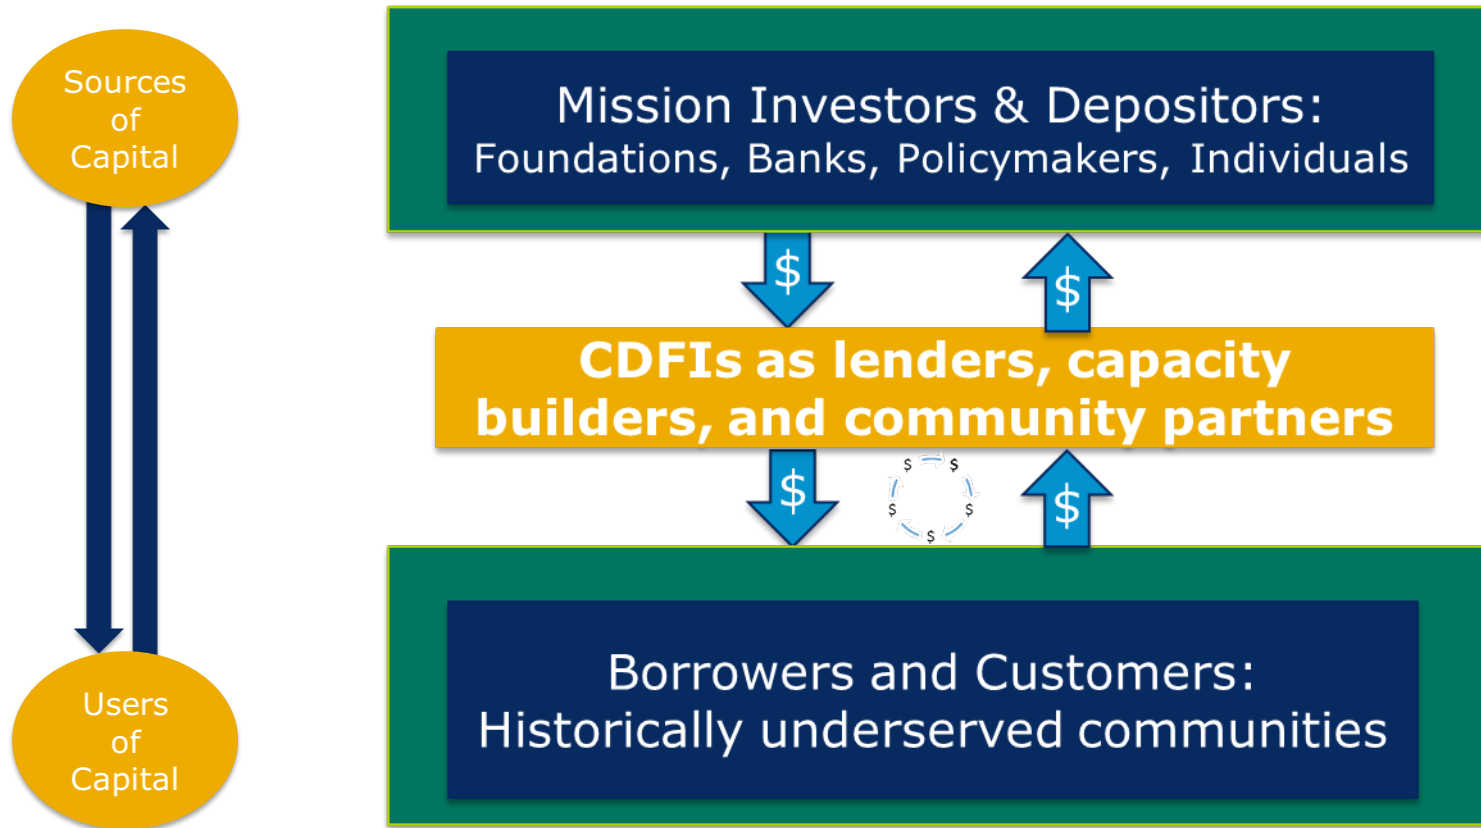 Sources
of
Capital
Mission Investors & Depositors:
Foundations, Banks, Policymakers, Individuals
$
$
CDFIs as lenders, capacity
builders, and community partners
$
$
$ $
$ $
$
Borrowers and Customers:
Historically underserved communities
Users
of
Capital